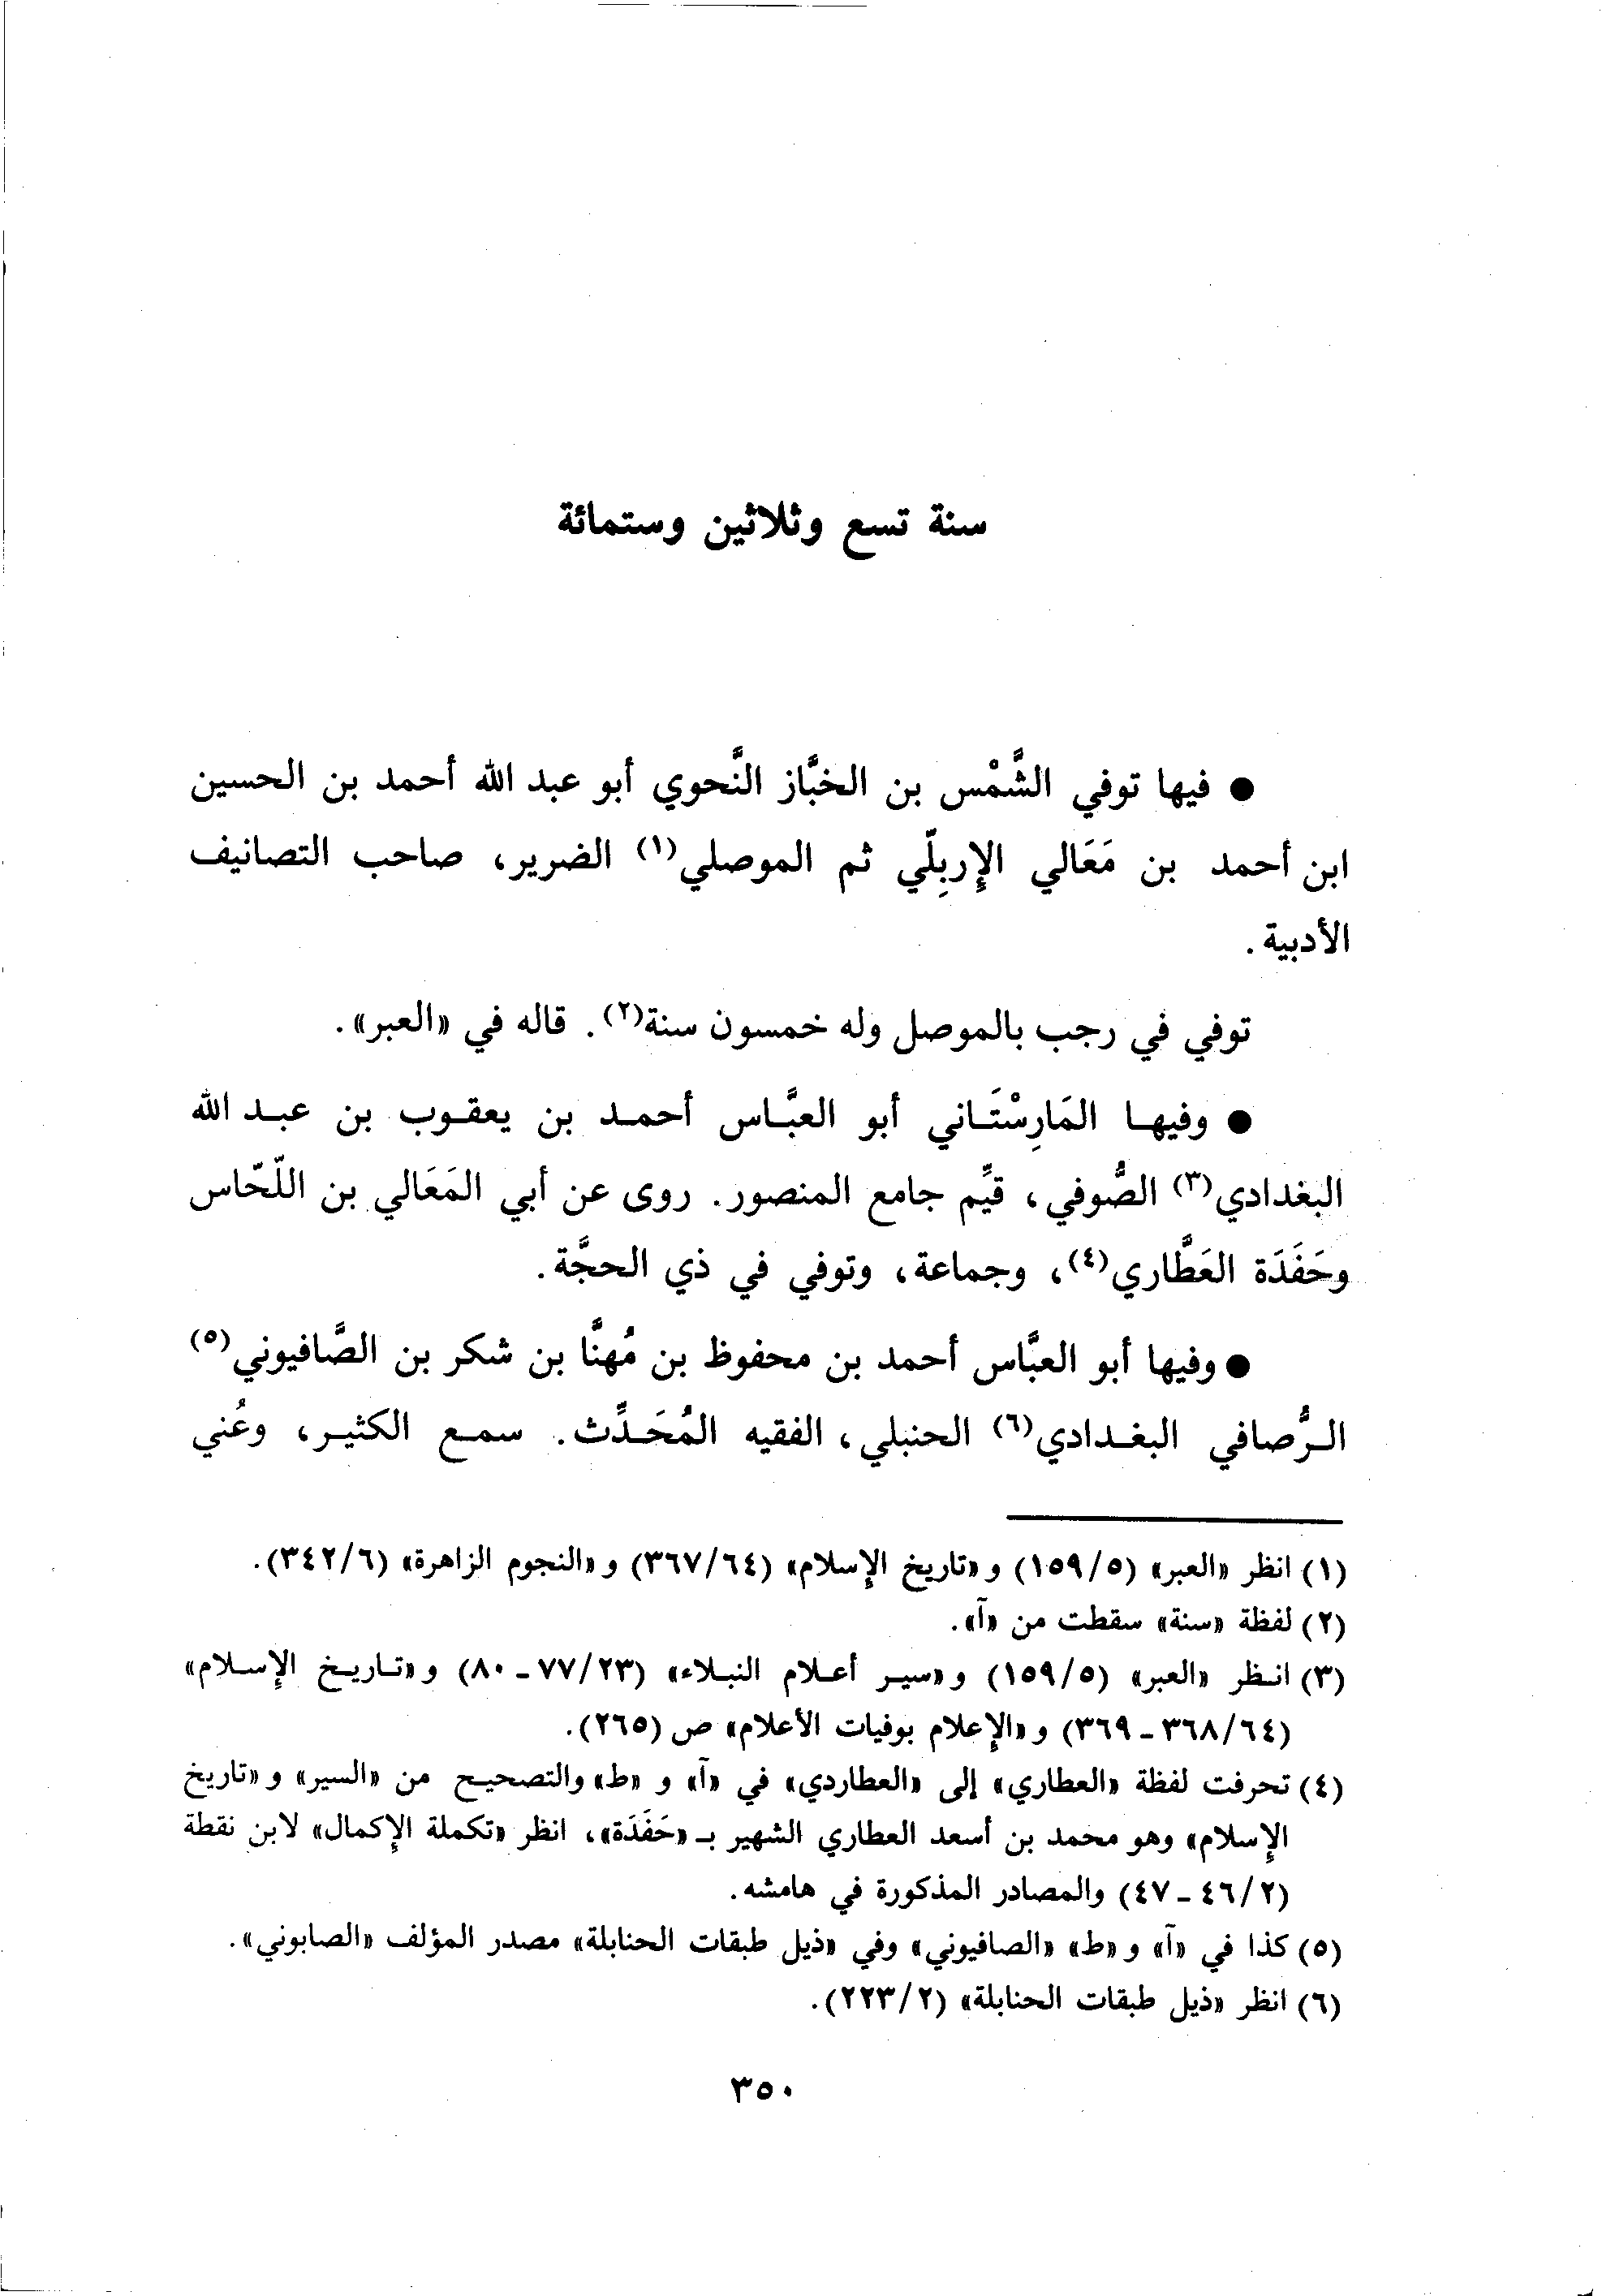 سنة تسع وثلاثين وستمائة
● فيها توفي الشَّمْس بن الخبَّاز النَّحوي أبو عبد الله أحمد بن الحسين
ابن أحمد بن مَعَالي الإربِلّي ثم الموصلي(١) الضرير، صاحب التصانيف
الأدبية.
توفي في رجب بالموصل وله خمسون سنة(٢). قاله في «العبر».
● وفيها المَارِسْتَاني أبو العبَّاس أحمد بن يعقوب بن عبد الله
البغدادي(٣) الصُّوفي، قيِّم جامع المنصور. روى عن أبي المَعَالي بن اللّحّاس
وحَفَدَة العَطَّاري(٤)، وجماعة، وتوفي في ذي الحجَّة.
● وفيها أبو العبَّاس أحمد بن محفوظ بن مُهنَّا بن شكر بن الصَّافيوني(٥)
الرُّصافي البغدادي(٦) الحنبلي، الفقيه المُحَدِّث. سمع الكثير، وعُني
(١) انظر «العبر» (١٥٩/٥) و«تاريخ الإسلام» (٣٦٧/٦٤) و«النجوم الزاهرة» (٣٤٢/٦).
(٢) لفظة «سنة» سقطت من «آ».
(٣) انظر «العبر» (١٥٩/٥) و«سير أعلام النبلاء» (٧٧/٢٣ - ٨٠) و«تاريخ الإسلام»
(٣٦٨/٦٤ - ٣٦٩) و«الإعلام بوفيات الأعلام» ص (٢٦٥).
(٤) تحرفت لفظة «العطاري» إلى «العطاردي» في «آ» و «ط» والتصحيح من «السير» و«تاريخ
الإسلام» وهو محمد بن أسعد العطاري الشهير بـ «حَفَدَة»، انظر «تكملة الإكمال» لابن نقطة
(٤٦/٢ - ٤٧) والمصادر المذكورة في هامشه.
(٥) كذا في «آ» و «ط» «الصافيوني» وفي «ذيل طبقات الحنابلة» مصدر المؤلف «الصابوني».
(٦) انظر «ذيل طبقات الحنابلة» (٢٢٣/٢).
٣٥٠